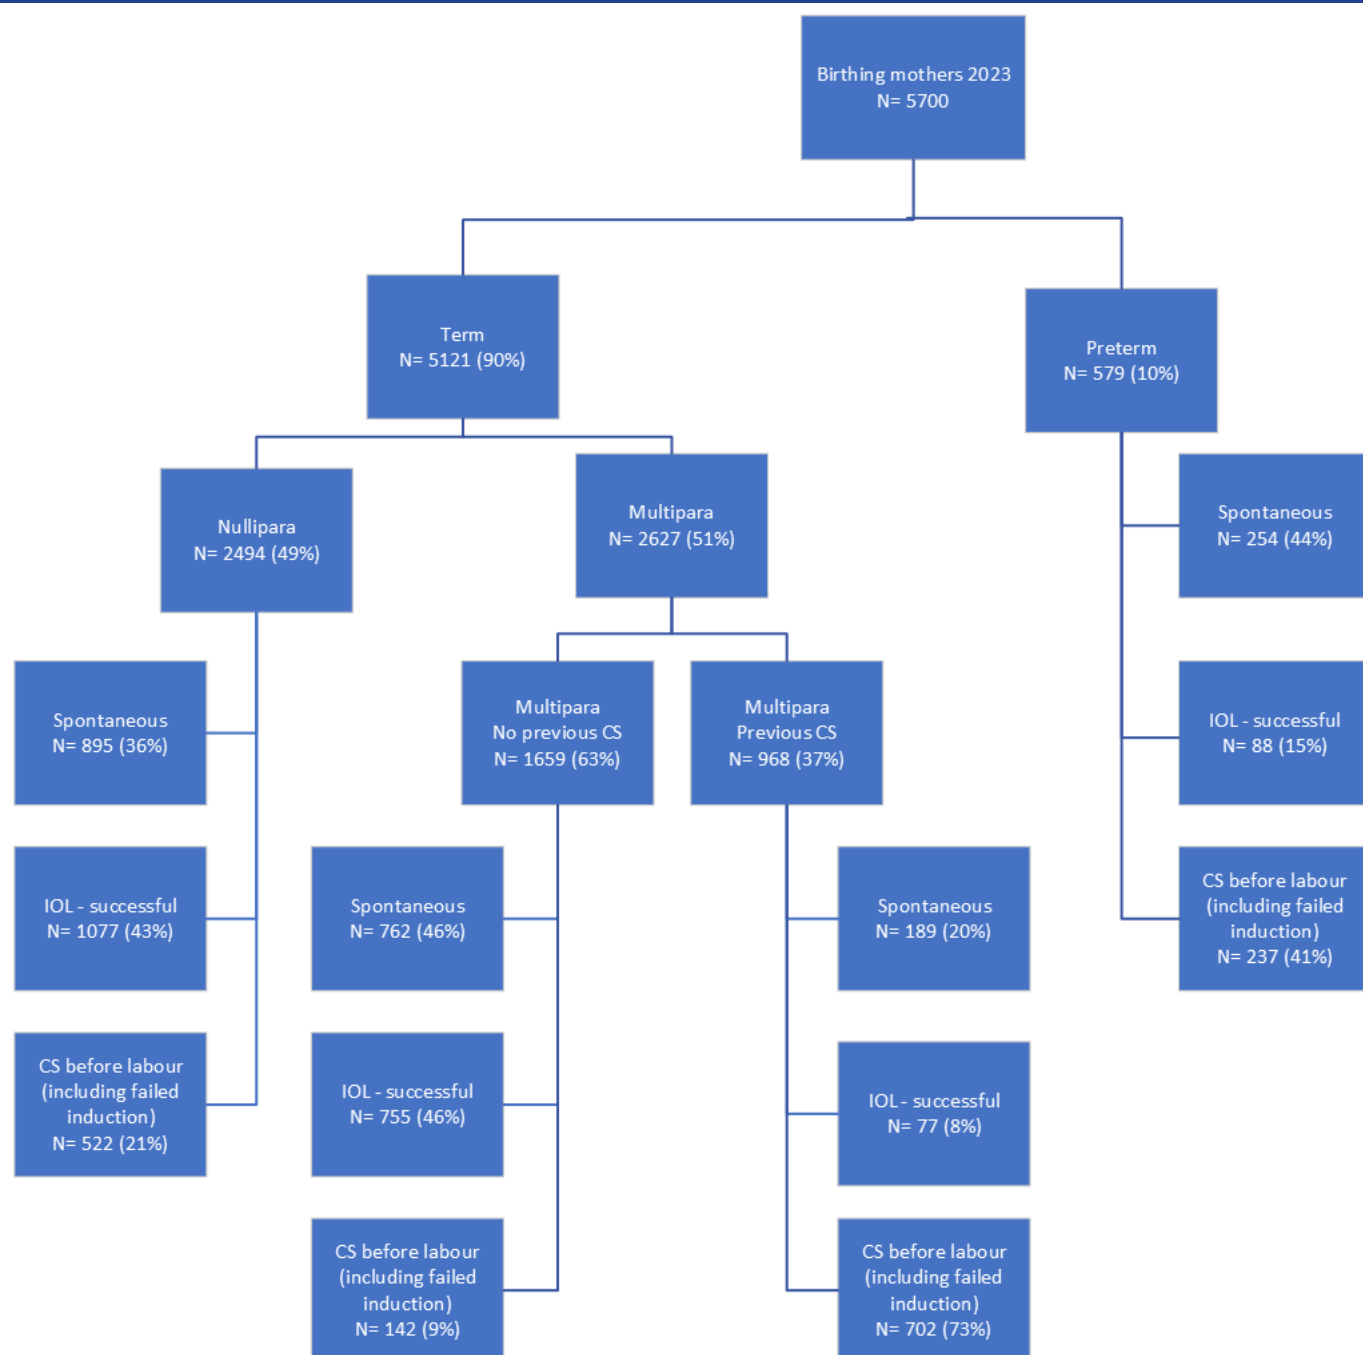 Birthing mothers 2023
N= 5700
Term
N= 5121 (90%)
Preterm
N= 579 (10%)
Nullipara
N= 2494 (49%)
Multipara
N= 2627 (51%)
Spontaneous
N= 254 (44%)
Spontaneous
N= 895 (36%)
Multipara
No previous CS
N= 1659 (63%)
Multipara
Previous CS
N= 968 (37%)
IOL - successful
N= 88 (15%)
IOL - successful
N= 1077 (43%)
Spontaneous
N= 762 (46%)
Spontaneous
N= 189 (20%)
CS before labour
(including failed
induction)
N= 237 (41%)
CS before labour
(including failed
induction)
N= 522 (21%)
IOL - successful
N= 755 (46%)
IOL - successful
N= 77 (8%)
CS before labour
(including failed
induction)
N= 142 (9%)
CS before labour
(including failed
induction)
N= 702 (73%)